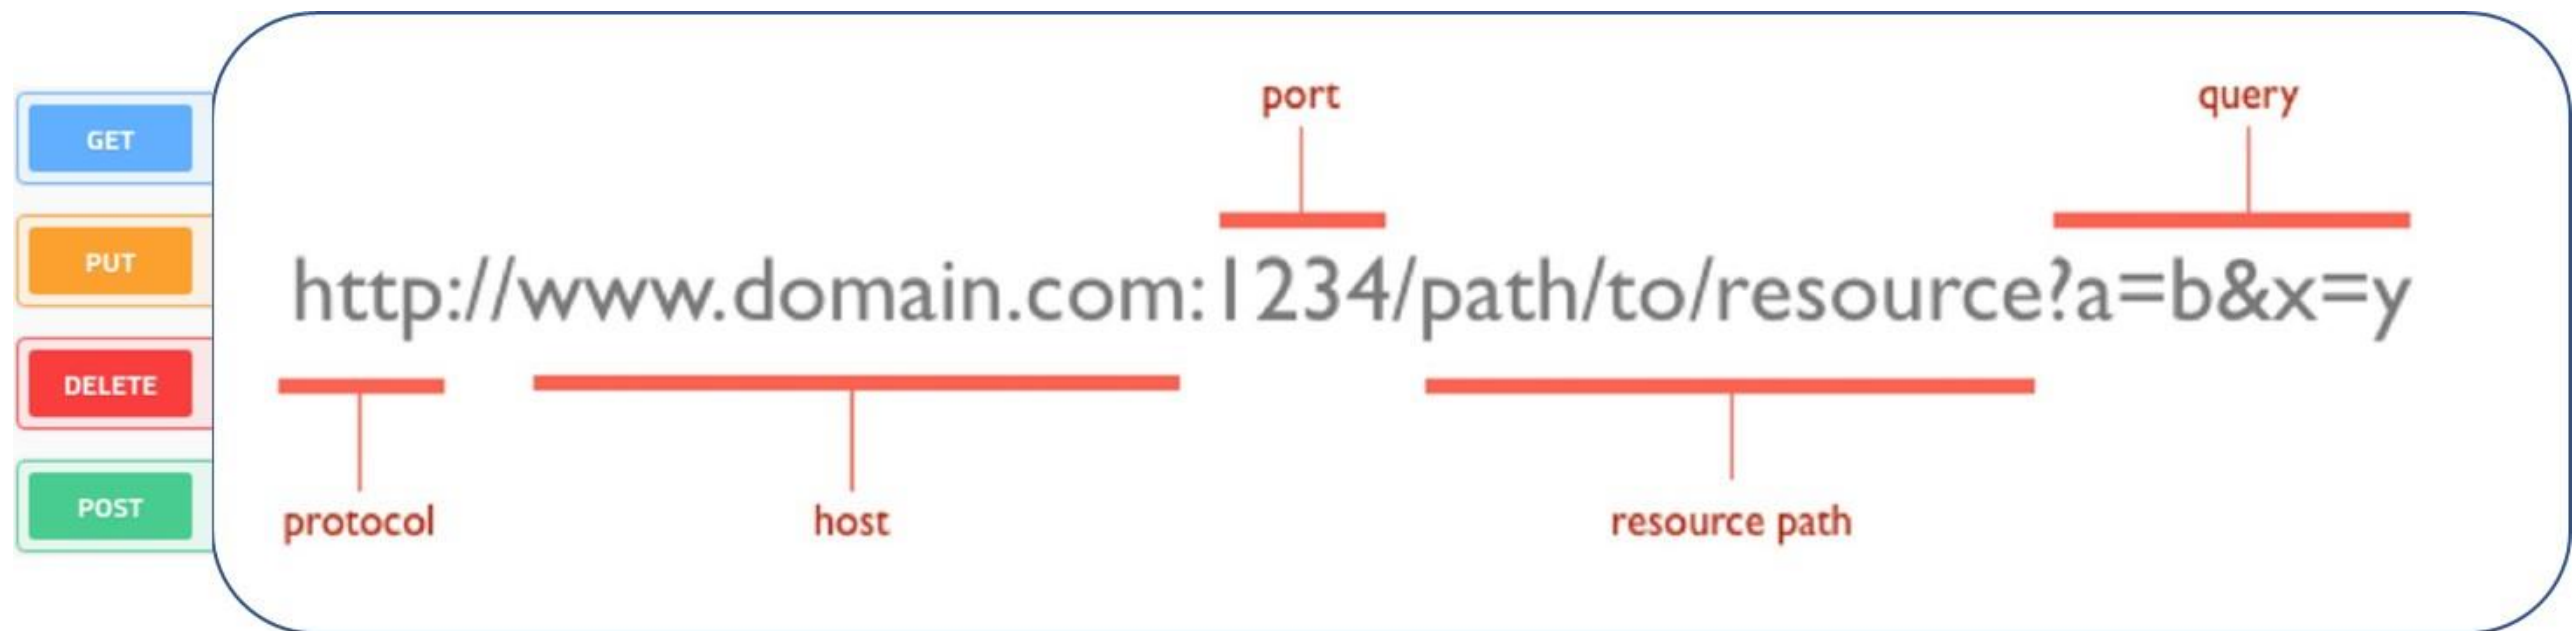 GET
PUT
DELETE
POST
port
query
http://www.domain.com:1234/path/to/resource?a=b&x=y
protocol
host
resource path